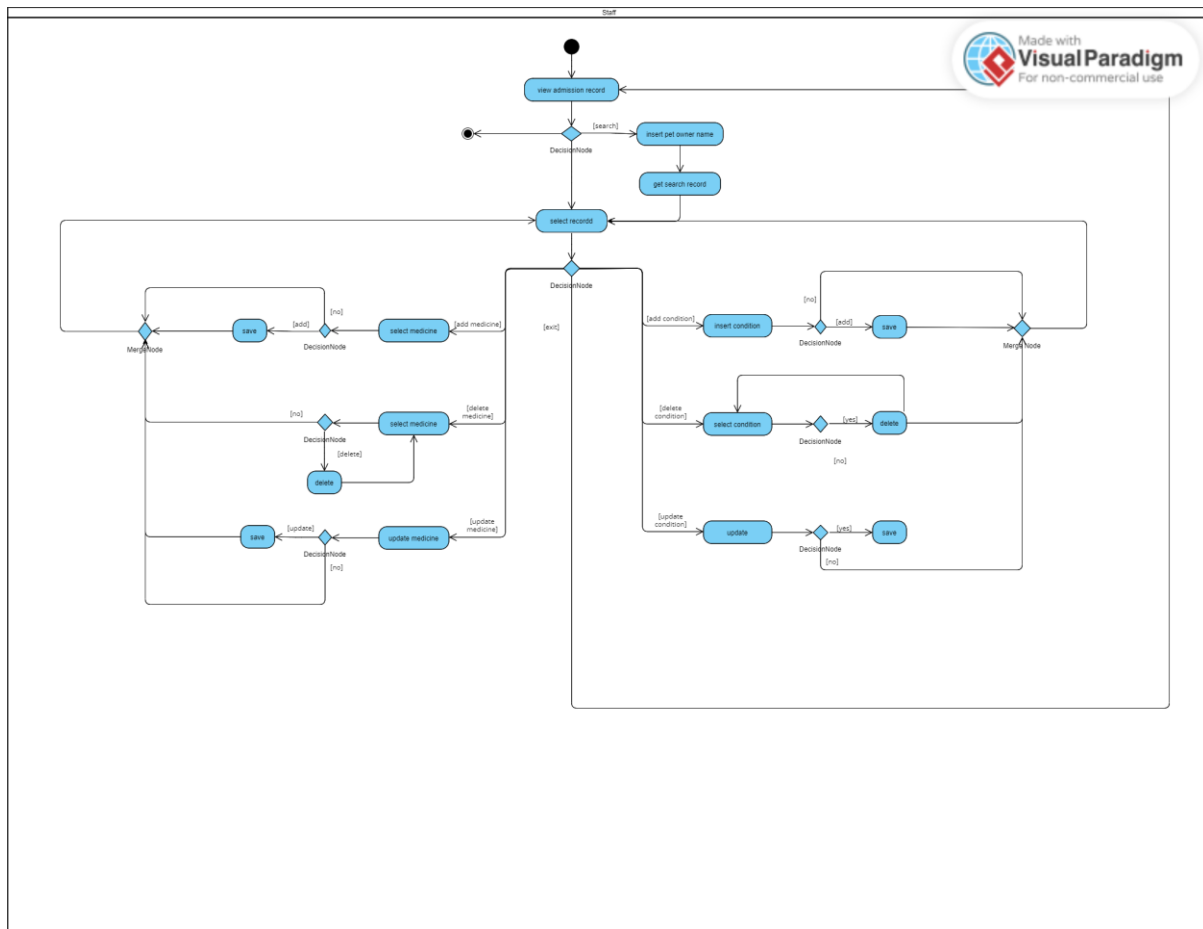 Staff
Made with
Visual Paradigm
For non-commercial use
view admission record
[search]
insert pet owner name
DecisionNode
get search record
select recordd
DecisionNode
[no]
[no]
[add medicine]
[exit]
[add condition]
save
[add]
select medicine
insert condition
[add]
save
MergeNode
DecisionNode
DecisionNode
Merge Node
[no]
[delete
medicine]
[delete
condition]
select medicine
select condition
[yes]
delete
DecisionNode
DecisionNode
[delete]
[no]
delete
[update
medicine]
[update
condition]
save
[update]
update medicine
update
[yes]
save
DecisionNode
DecisionNode
[no]
[no]